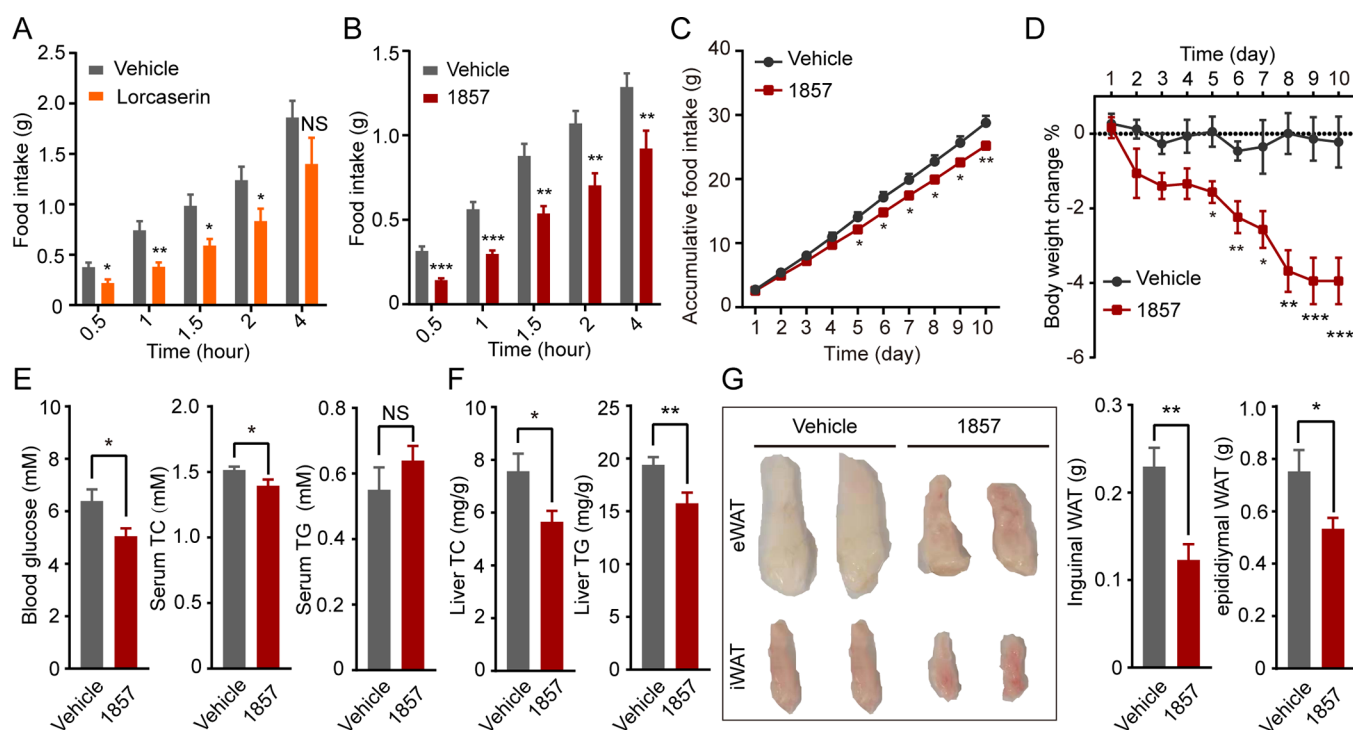 A
Vehicle
Lorcaserin
Food intake (g)
2.5
2.0
1.5
1.0
0.5
0.0
*
**
*
*
NS
0.5
1
1.5
2
4
Time (hour)
B
Vehicle
1857
Food intake (g)
1.5
1.0
0.5
0.0
***
***
**
**
**
0.5
1
1.5
2
4
Time (hour)
C
Vehicle
1857
Accumulative food intake (g)
40
30
20
10
0
*
*
*
*
*
**
1 2 3 4 5 6 7 8 9 10
Time (day)
D
Time (day)
1 2 3 4 5 6 7 8 9 10
Body weight change %
0
-2
-4
-6
*
**
*
**
***
***
Vehicle
1857
E
Blood glucose (mM)
10
8
6
4
2
0
*
Vehicle
1857
Serum TC (mM)
2.0
1.5
1.0
1.5
0
*
Vehicle
1857
Serum TG (mM)
0.8
0.6
0.4
0.2
0
NS
Vehicle
1857
F
Liver TC (mg/g)
10
8
6
4
2
0
*
Vehicle
1857
Liver TG (mg/g)
25
20
15
10
5
0
**
Vehicle
1857
G
Vehicle
1857
eWAT
iWAT
Inguinal WAT (g)
0.3
0.2
0.1
0
**
Vehicle
1857
epididiymal WAT (g)
1.0
0.8
0.6
0.4
0.2
0
*
Vehicle
1857